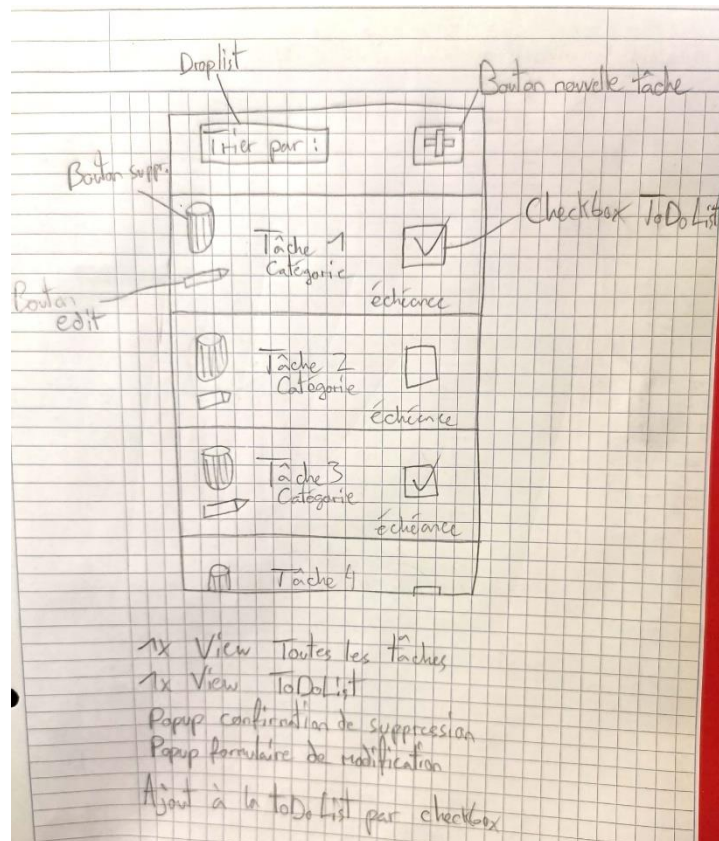 Droplist
Bouton nouvelle tâche
Trier par :
Bouton suppr.
Checkbox ToDoList
Tâche 1
Catégorie
échéance
Bouton
edit
Tâche 2
Catégorie
échéance
Tâche 3
Catégorie
échéance
Tâche 4
1x View Toutes les tâches
1x View ToDoList
Popup confirmation de suppression
Popup formulaire de modification
Ajout à la toDoList par checkbox